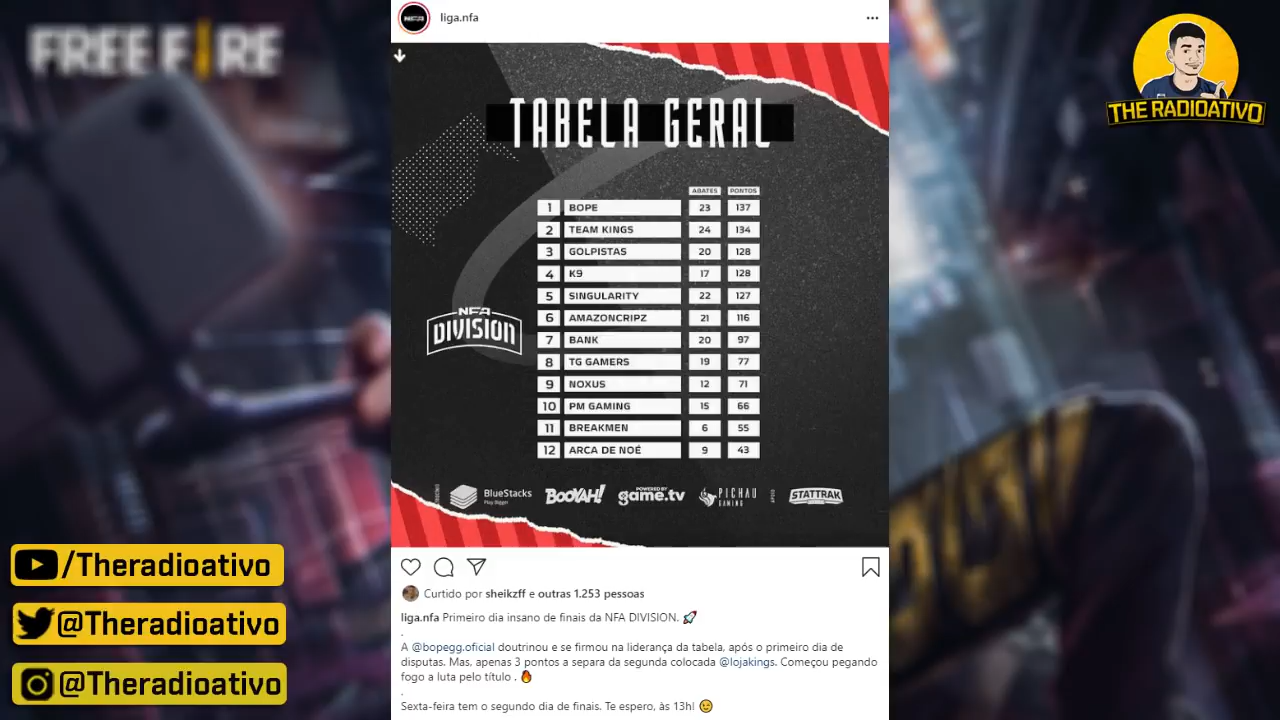 FREE FIRE
liga.nfa
THE RADIOATIVO
TABELA GERAL
ABATES PONTOS
1 BOPE 23 137
2 TEAM KINGS 24 134
3 GOLPISTAS 20 128
4 K9 17 128
5 SINGULARITY 22 127
6 AMAZONCRIPZ 21 116
7 BANK 20 97
8 TG GAMERS 19 77
9 NOXUS 12 71
10 PM GAMING 15 66
11 BREAKMEN 6 55
12 ARCA DE NOÉ 9 43
NFA
DIVISION
BlueStacks
Play Bigger
BOOYAH!
POWERED BY
game.tv
PICHAU
GAMING
APOIO
STATTRAK
Curtido por sheikzff e outras 1.253 pessoas
liga.nfa Primeiro dia insano de finais da NFA DIVISION. 🚀
.
A @bopegg.oficial doutrinou e se firmou na liderança da tabela, após o primeiro dia de
disputas. Mas, apenas 3 pontos a separa da segunda colocada @lojakings. Começou pegando
fogo a luta pelo título . 🔥
.
Sexta-feira tem o segundo dia de finais. Te espero, às 13h! 😉
/Theradioativo
@Theradioativo
@Theradioativo